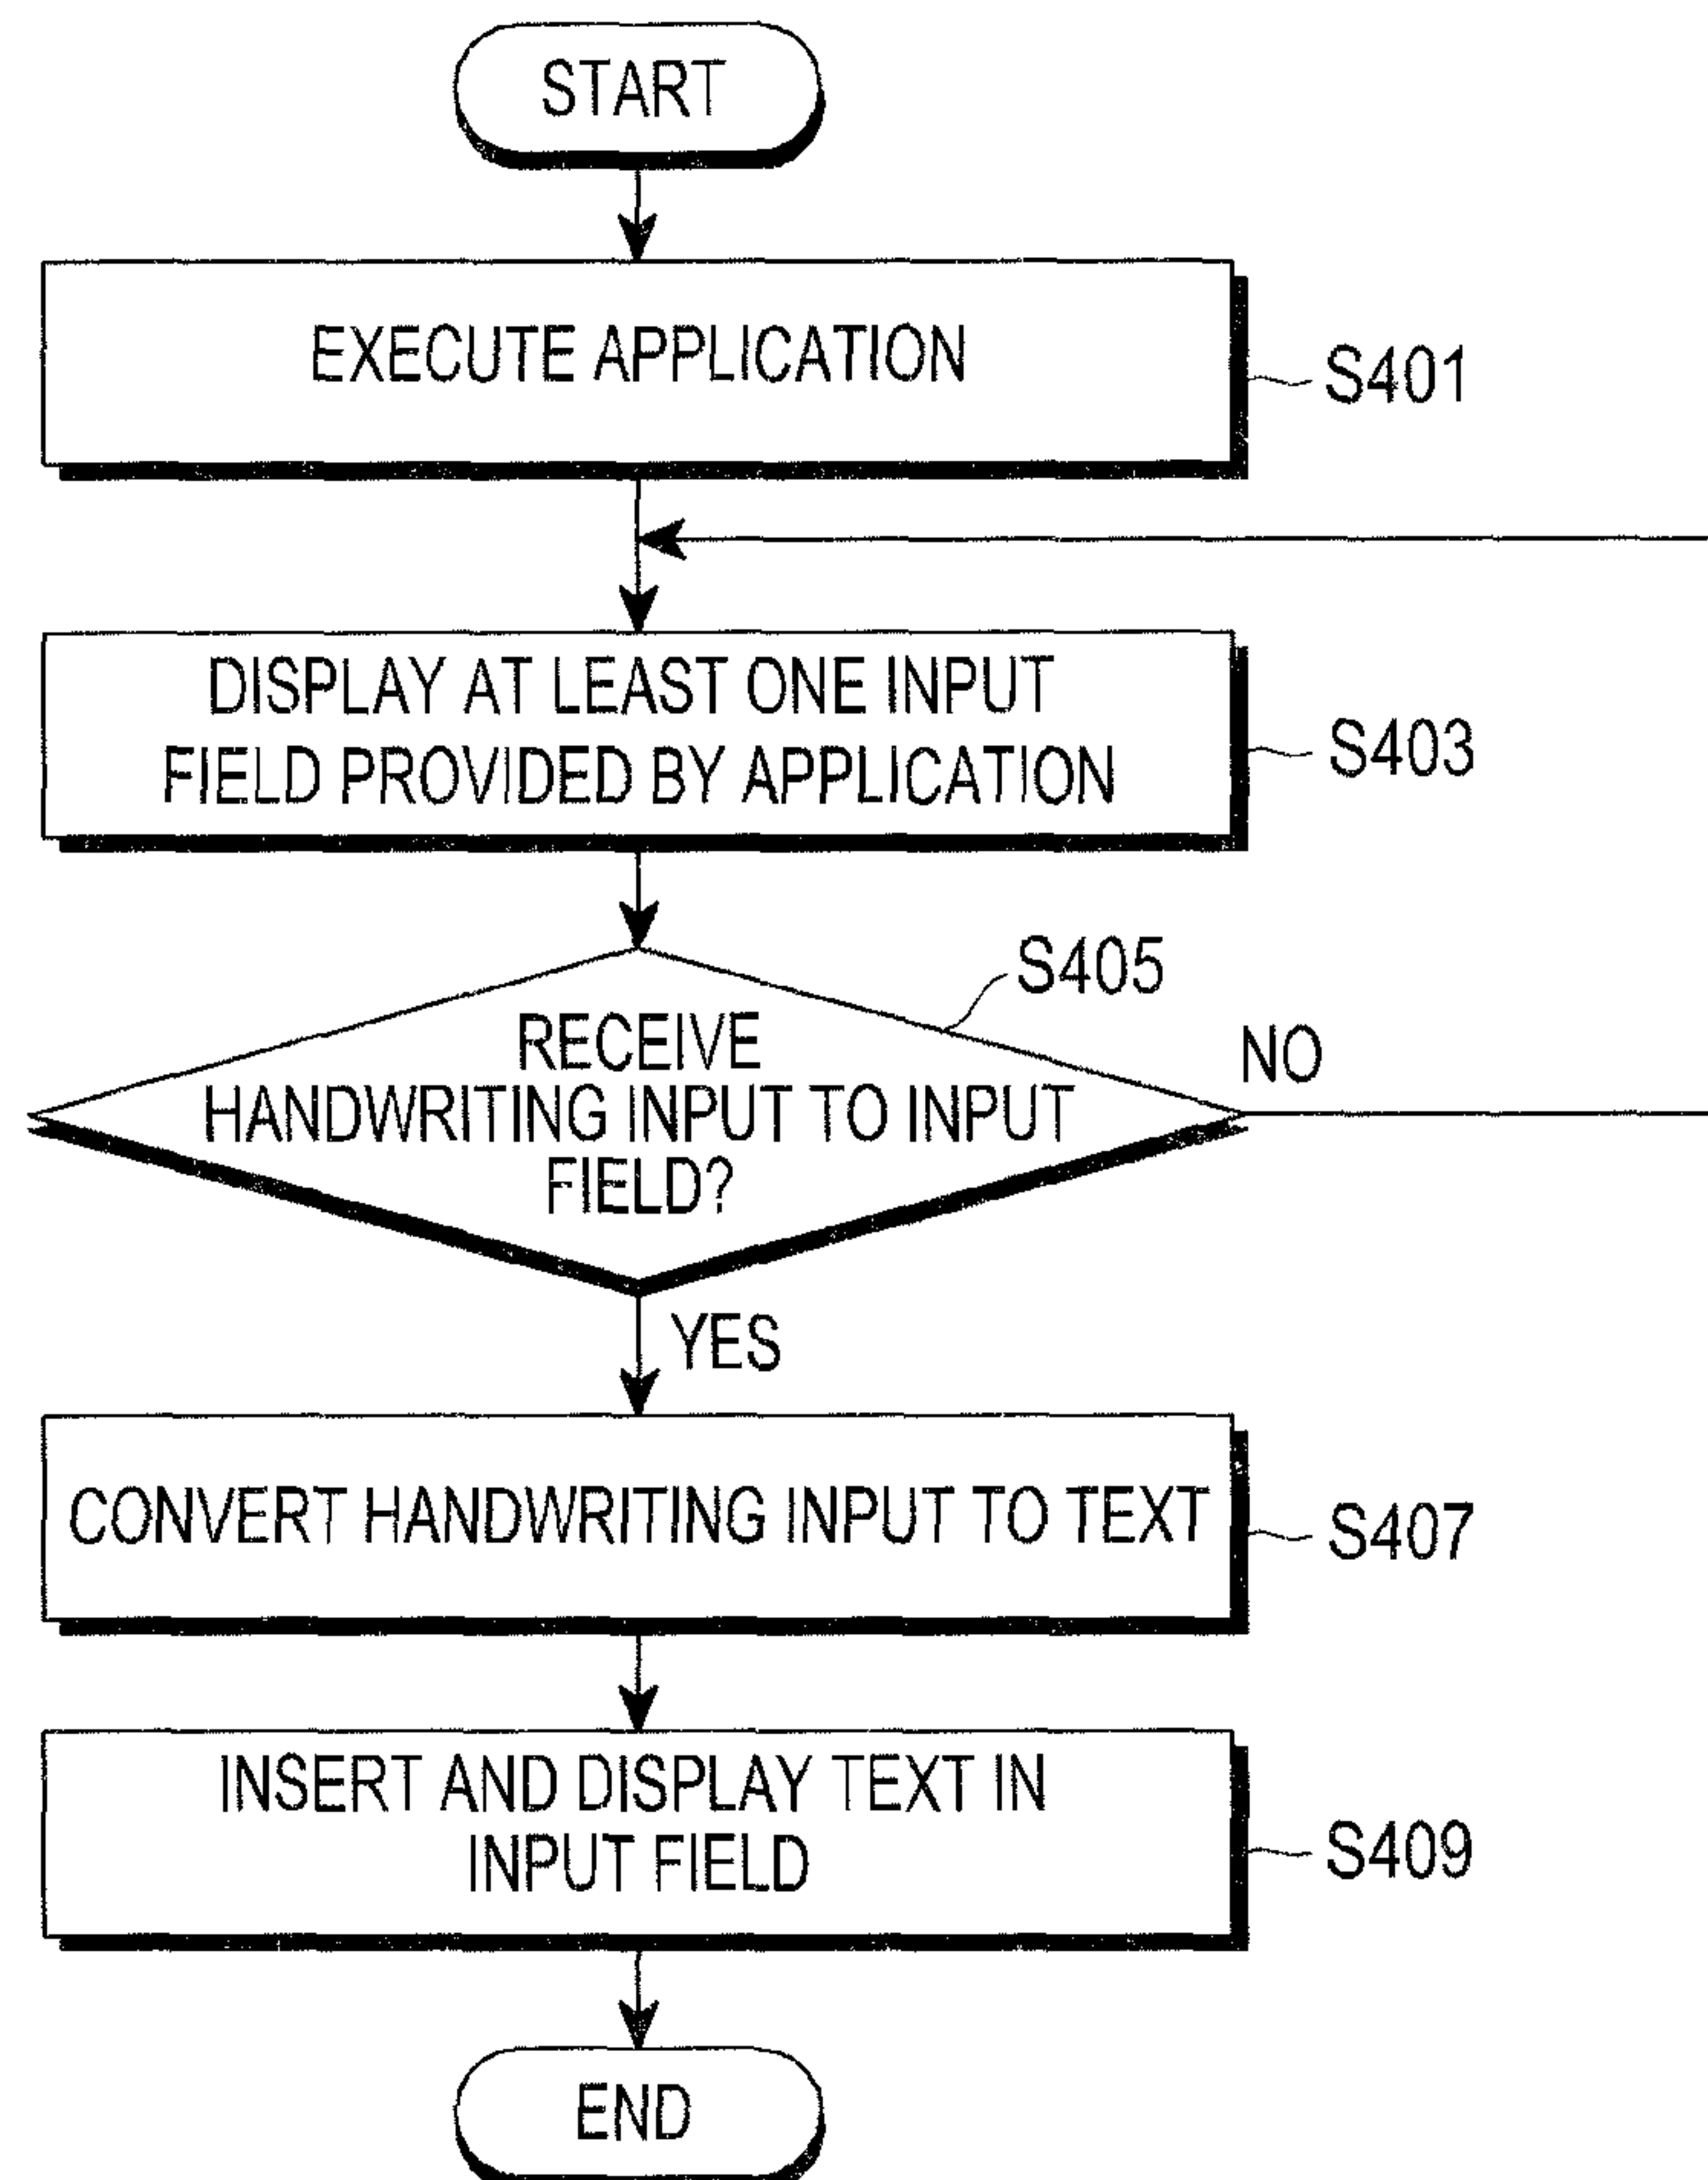 START
EXECUTE APPLICATION
S401
DISPLAY AT LEAST ONE INPUT
FIELD PROVIDED BY APPLICATION
S403
S405
RECEIVE
HANDWRITING INPUT TO INPUT
FIELD?
NO
YES
CONVERT HANDWRITING INPUT TO TEXT
S407
INSERT AND DISPLAY TEXT IN
INPUT FIELD
S409
END